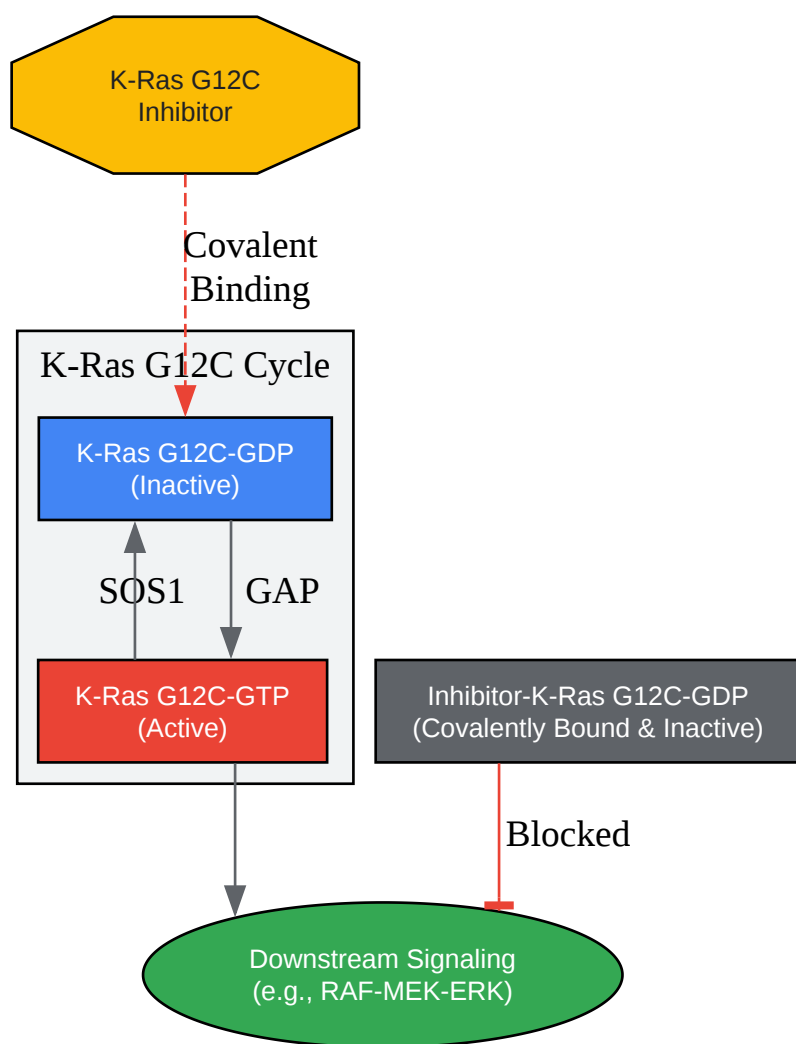 K-Ras G12C
Inhibitor
Covalent
Binding
K-Ras G12C Cycle
K-Ras G12C-GDP
(Inactive)
SOS1
GAP
K-Ras G12C-GTP
(Active)
Inhibitor-K-Ras G12C-GDP
(Covalently Bound & Inactive)
Blocked
Downstream Signaling
(e.g., RAF-MEK-ERK)